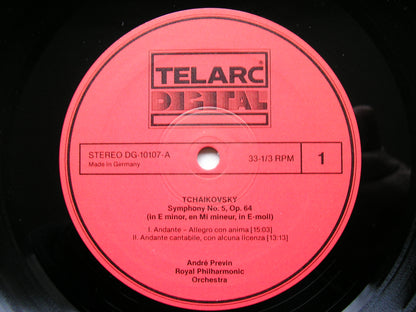 TELARC®
DIGITAL
STEREO DG-10107-A
Made in Germany
33-1/3 RPM
1
TCHAIKOVSKY
Symphony No. 5, Op. 64
(in E minor, en Mi mineur, in E-moll)
I. Andante – Allegro con anima [15:03]
II. Andante cantabile, con alcuna licenza [13:13]
André Previn
Royal Philharmonic
Orchestra